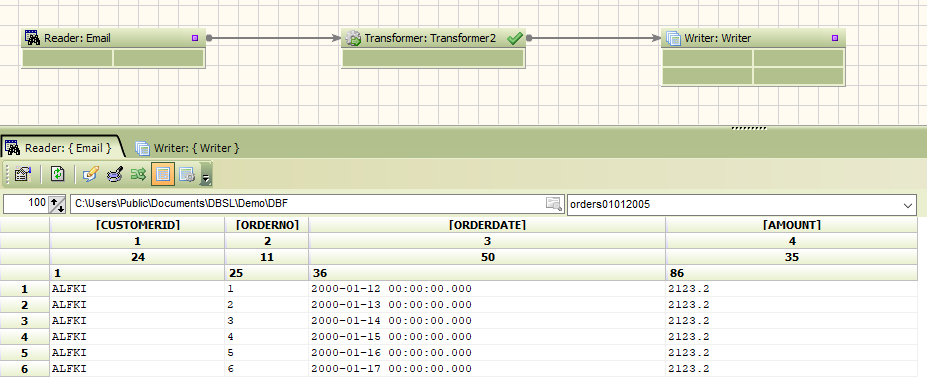 Reader: Email Transformer: Transformer2 Writer: Writer
Reader: { Email } Writer: { Writer }
100 C:\Users\Public\Documents\DBSL\Demo\DBF orders01012005
⌈CUSTOMERID⌉ ⌈ORDERNO⌉ ⌈ORDERDATE⌉ ⌈AMOUNT⌉
1 2 3 4
24 11 50 35
1 25 36 86
1 ALFKI 1 2000-01-12 00:00:00.000 2123.2
2 ALFKI 2 2000-01-13 00:00:00.000 2123.2
3 ALFKI 3 2000-01-14 00:00:00.000 2123.2
4 ALFKI 4 2000-01-15 00:00:00.000 2123.2
5 ALFKI 5 2000-01-16 00:00:00.000 2123.2
6 ALFKI 6 2000-01-17 00:00:00.000 2123.2